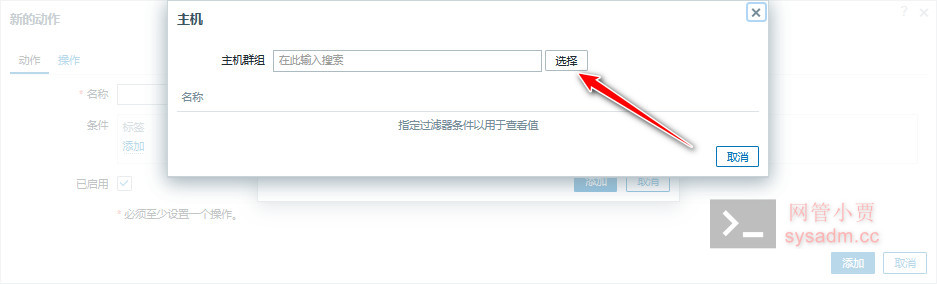 新的动作
?
主机
动作 操作
主机群组 在此输入搜索 选择
* 名称
名称
条件 标签
添加
指定过滤器条件以用于查看值
取消
已启用
添加 取消
* 必须至少设置一个操作。
网管小贾
sysadm.cc
添加 取消